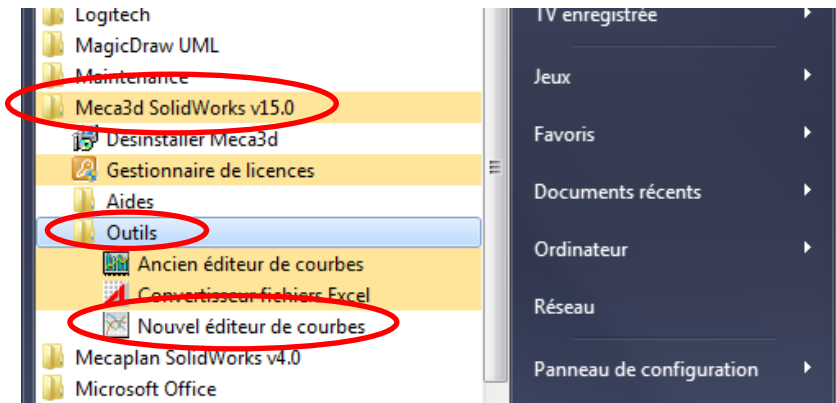 Logitech
MagicDraw UML
Maintenance
Meca3d SolidWorks v15.0
Désinstaller Meca3d
Gestionnaire de licences
Aides
Outils
Ancien éditeur de courbes
Convertisseur fichiers Excel
Nouvel éditeur de courbes
Mecaplan SolidWorks v4.0
Microsoft Office
TV enregistrée
Jeux
Favoris
Documents récents
Ordinateur
Réseau
Panneau de configuration